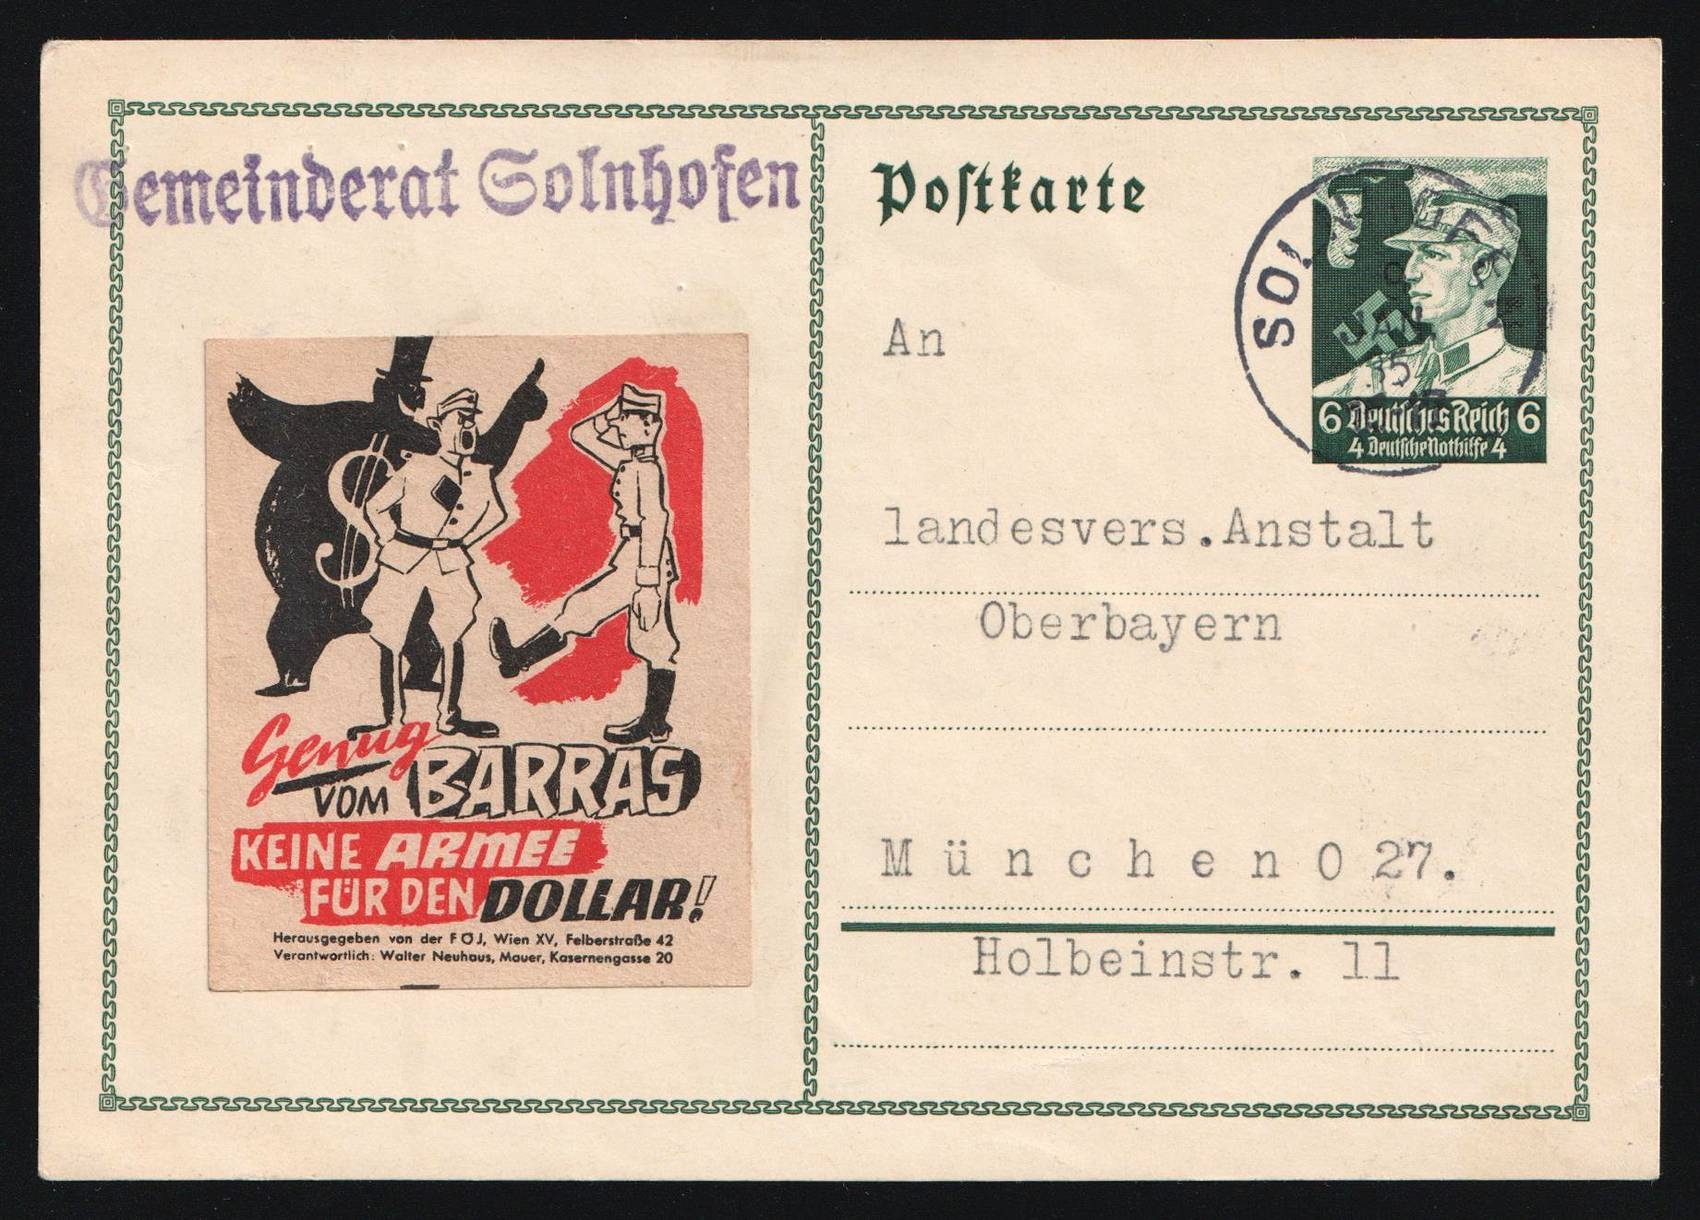 Gemeinderat Solnhofen
Postkarte
6 Deutsches Reich 6
4 Deutsche Nothilfe 4
An
landesvers.Anstalt
Oberbayern
München O 27.
Holbeinstr. 11
$
Genug
VOM BARRAS
KEINE ARMEE
FÜR DEN DOLLAR!
Herausgegeben von der FÖJ, Wien XV, Felberstraße 42
Verantwortlich: Walter Neuhaus, Mauer, Kasernengasse 20